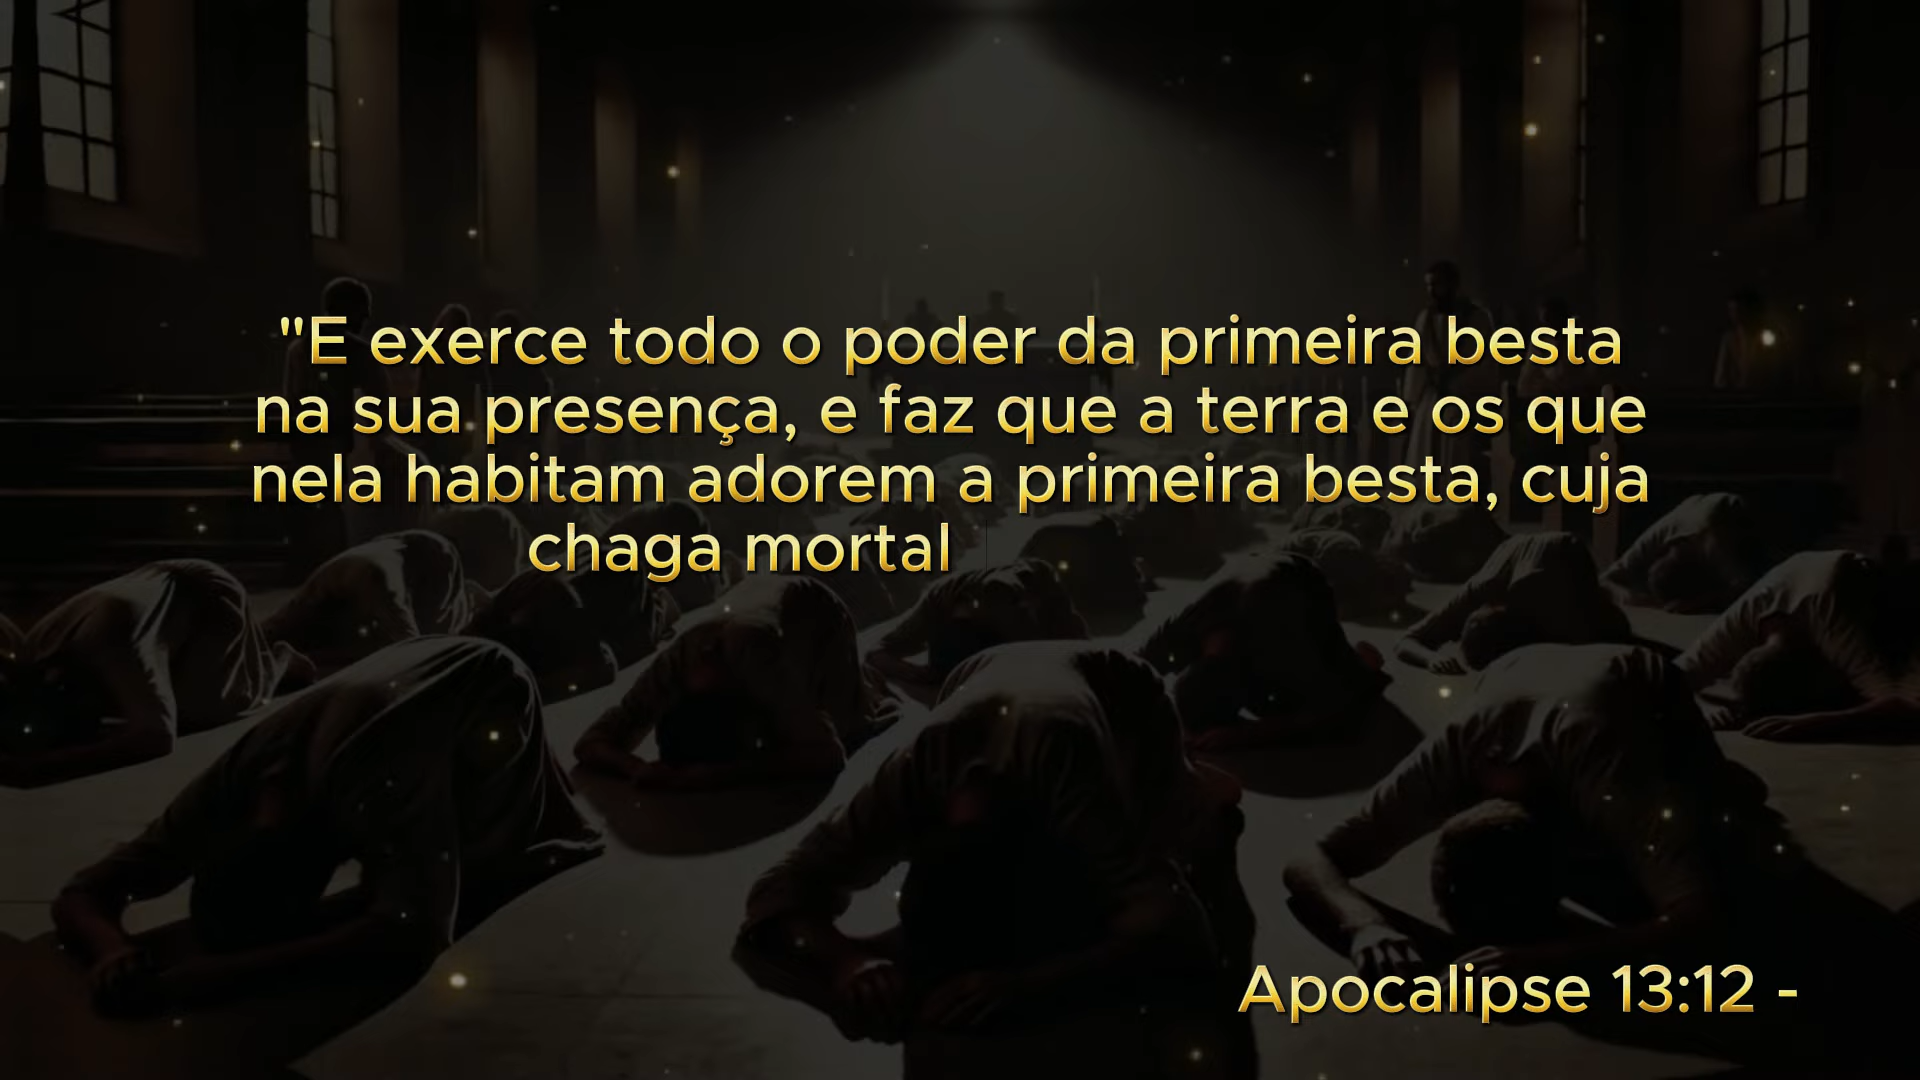 "E exerce todo o poder da primeira besta
na sua presença, e faz que a terra e os que
nela habitam adorem a primeira besta, cuja
chaga mortal
Apocalipse 13:12 -